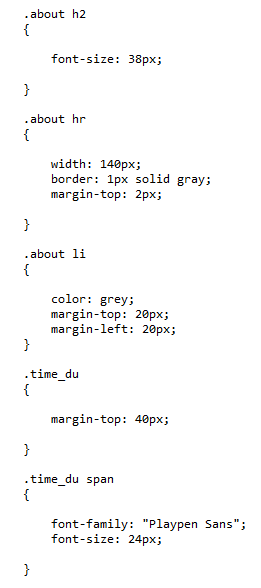 .about h2
{
font-size: 38px;
}
.about hr
{
width: 140px;
border: 1px solid gray;
margin-top: 2px;
}
.about li
{
color: grey;
margin-top: 20px;
margin-left: 20px;
}
.time_du
{
margin-top: 40px;
}
.time_du span
{
font-family: "Playpen Sans";
font-size: 24px;
}